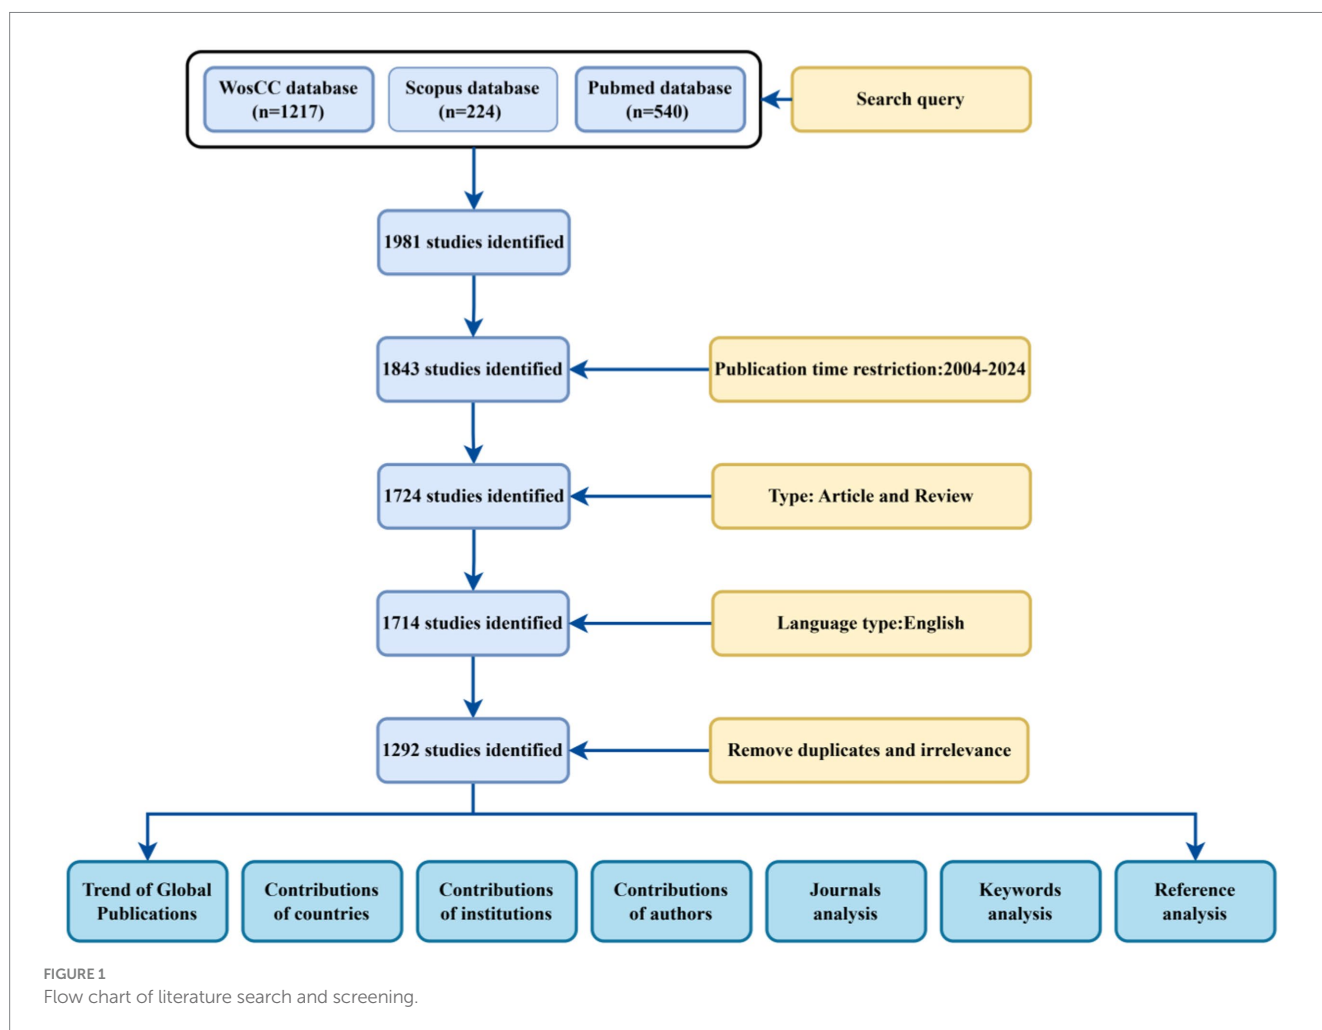 WosCC database
(n=1217)
Scopus database
(n=224)
Pubmed database
(n=540)
Search query
1981 studies identified
1843 studies identified
Publication time restriction:2004-2024
1724 studies identified
Type: Article and Review
1714 studies identified
Language type:English
1292 studies identified
Remove duplicates and irrelevance
Trend of Global
Publications
Contributions
of countries
Contributions
of institutions
Contributions
of authors
Journals
analysis
Keywords
analysis
Reference
analysis
FIGURE 1
Flow chart of literature search and screening.